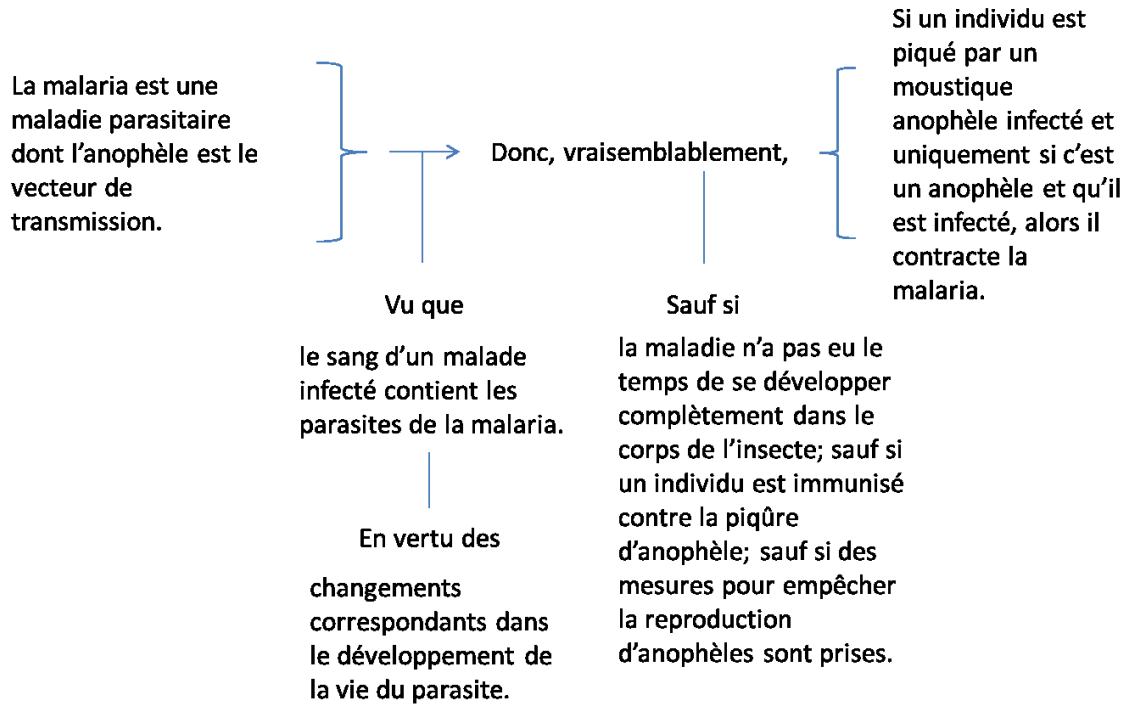 La malaria est une
maladie parasitaire
dont l'anophèle est le
vecteur de
transmission.
Donc, vraisemblablement,
Si un individu est
piqué par un
moustique
anophèle infecté et
uniquement si c'est
un anophèle et qu'il
est infecté, alors il
contracte la
malaria.
Vu que
le sang d'un malade
infecté contient les
parasites de la malaria.
En vertu des
changements
correspondants dans
le développement de
la vie du parasite.
Sauf si
la maladie n'a pas eu le
temps de se développer
complètement dans le
corps de l'insecte; sauf si
un individu est immunisé
contre la piqûre
d'anophèle; sauf si des
mesures pour empêcher
la reproduction
d'anophèles sont prises.